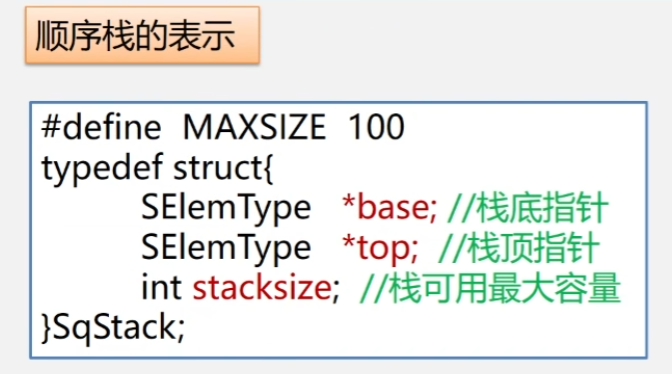 顺序栈的表示
#define MAXSIZE 100
typedef struct{
SElemType *base; //栈底指针
SElemType *top; //栈顶指针
int stacksize; //栈可用最大容量
}SqStack;